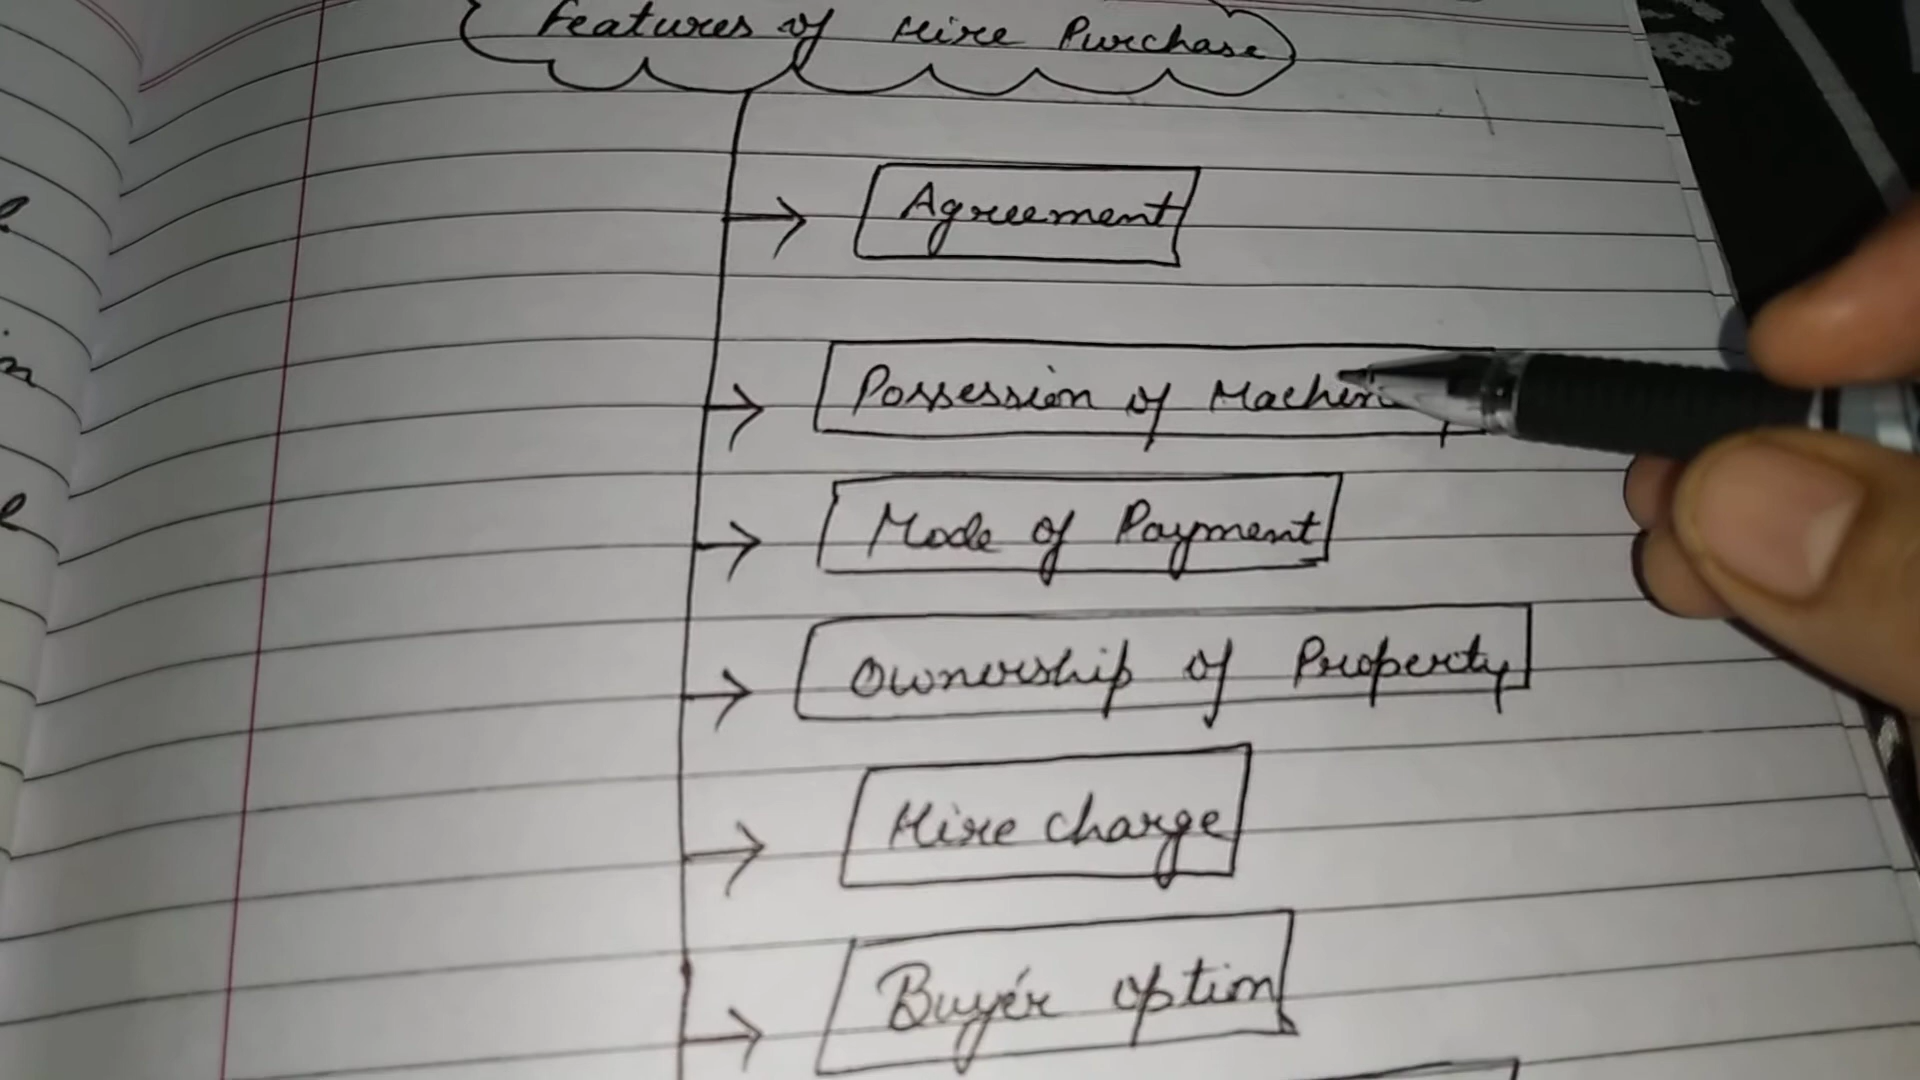 Features of Hire Purchase
Agreement
Possession of
Mode of Payment
Ownership of Property
Hire charge
Buyer option